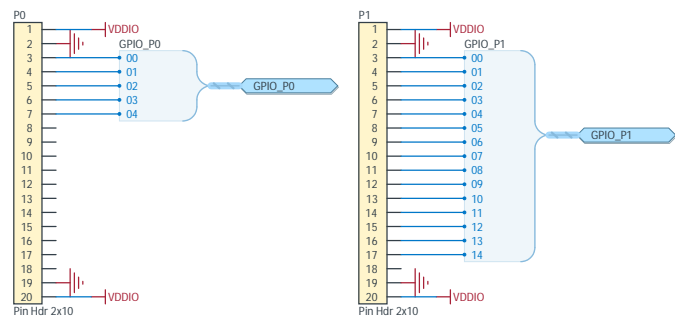 P0
1 VDDIO
2 GPIO_P0
3 00
4 01
5 02 GPIO_P0
6 03
7 04
8
9
10
11
12
13
14
15
16
17
18
19
20 VDDIO
Pin Hdr 2x10
P1
1 VDDIO
2 GPIO_P1
3 00
4 01
5 02
6 03
7 04
8 05
9 06 GPIO_P1
10 07
11 08
12 09
13 10
14 11
15 12
16 13
17 14
18
19
20 VDDIO
Pin Hdr 2x10